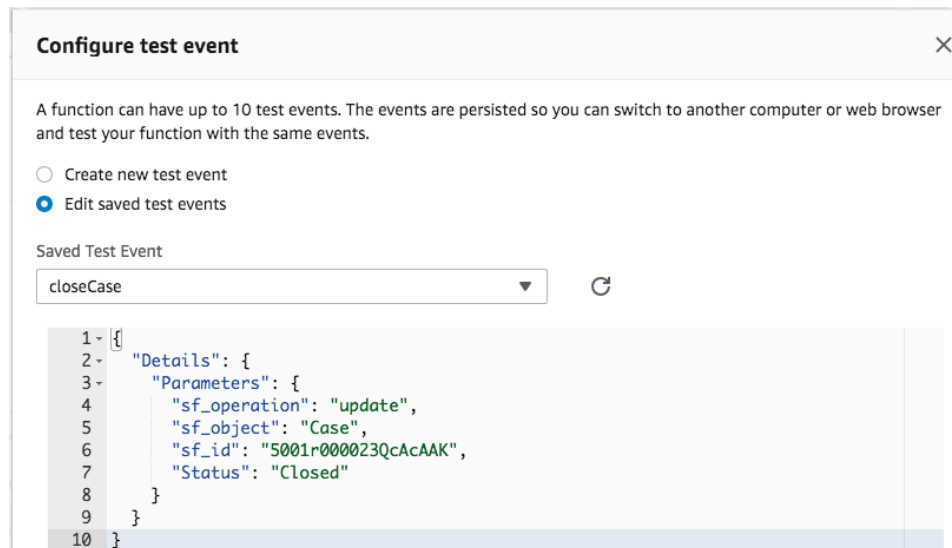 Configure test event
A function can have up to 10 test events. The events are persisted so you can switch to another computer or web browser
and test your function with the same events.
Create new test event
Edit saved test events
Saved Test Event
closeCase
1 {
2 "Details": {
3 "Parameters": {
4 "sf_operation": "update",
5 "sf_object": "Case",
6 "sf_id": "5001r000023QcAcAAK",
7 "Status": "Closed"
8 }
9 }
10 }